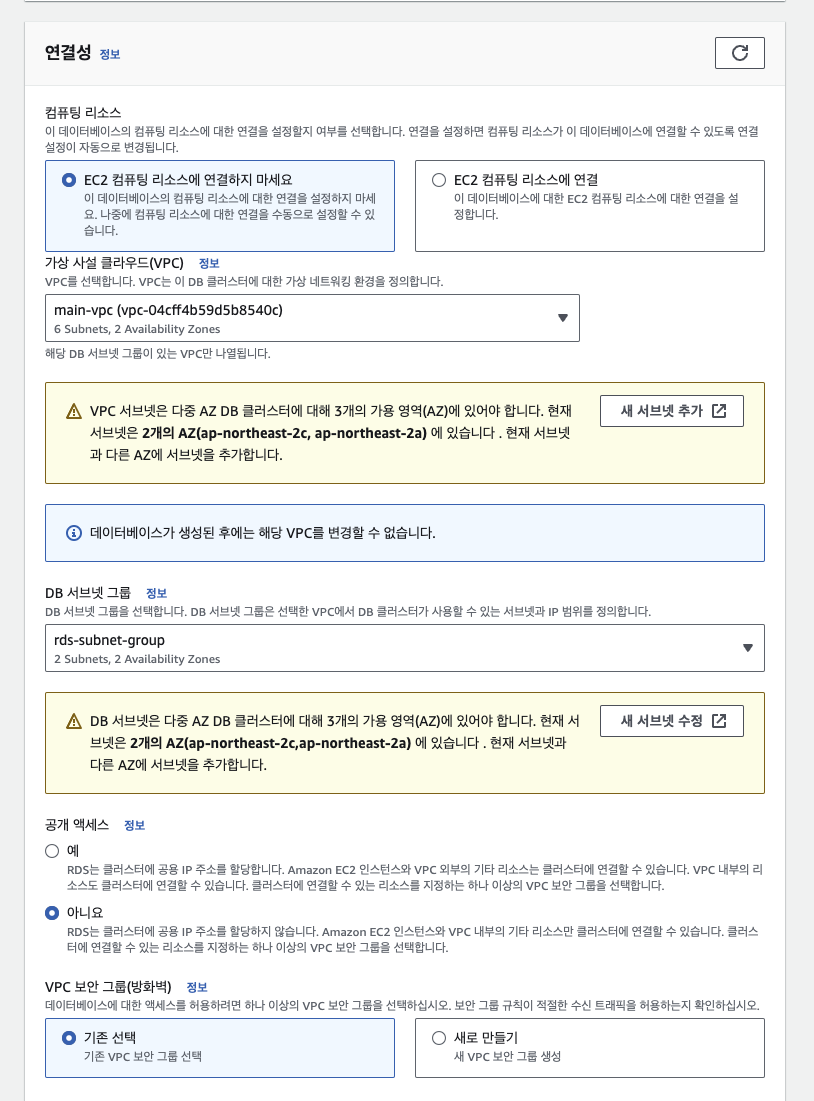 연결성 정보
컴퓨팅 리소스
이 데이터베이스의 컴퓨팅 리소스에 대한 연결을 설정할지 여부를 선택합니다. 연결을 설정하면 컴퓨팅 리소스가 이 데이터베이스에 연결할 수 있도록 연결
설정이 자동으로 변경됩니다.
EC2 컴퓨팅 리소스에 연결하지 마세요
이 데이터베이스의 컴퓨팅 리소스에 대한 연결을 설정하지 마세
요. 나중에 컴퓨팅 리소스에 대한 연결을 수동으로 설정할 수 있
습니다.
EC2 컴퓨팅 리소스에 연결
이 데이터베이스에 대한 EC2 컴퓨팅 리소스에 대한 연결을 설
정합니다.
가상 사설 클라우드(VPC) 정보
VPC를 선택합니다. VPC는 이 DB 클러스터에 대한 가상 네트워킹 환경을 정의합니다.
main-vpc (vpc-04cff4b59d5b8540c)
6 Subnets, 2 Availability Zones
해당 DB 서브넷 그룹이 있는 VPC만 나열됩니다.
VPC 서브넷은 다중 AZ DB 클러스터에 대해 3개의 가용 영역(AZ)에 있어야 합니다. 현재
서브넷은 2개의 AZ(ap-northeast-2c, ap-northeast-2a) 에 있습니다 . 현재 서브넷
과 다른 AZ에 서브넷을 추가합니다.
새 서브넷 추가
데이터베이스가 생성된 후에는 해당 VPC를 변경할 수 없습니다.
DB 서브넷 그룹 정보
DB 서브넷 그룹을 선택합니다. DB 서브넷 그룹은 선택한 VPC에서 DB 클러스터가 사용할 수 있는 서브넷과 IP 범위를 정의합니다.
rds-subnet-group
2 Subnets, 2 Availability Zones
DB 서브넷은 다중 AZ DB 클러스터에 대해 3개의 가용 영역(AZ)에 있어야 합니다. 현재 서
브넷은 2개의 AZ(ap-northeast-2c,ap-northeast-2a) 에 있습니다 . 현재 서브넷과
다른 AZ에 서브넷을 추가합니다.
새 서브넷 수정
공개 액세스 정보
예
RDS는 클러스터에 공용 IP 주소를 할당합니다. Amazon EC2 인스턴스와 VPC 외부의 기타 리소스는 클러스터에 연결할 수 있습니다. VPC 내부의 리
소스도 클러스터에 연결할 수 있습니다. 클러스터에 연결할 수 있는 리소스를 지정하는 하나 이상의 VPC 보안 그룹을 선택합니다.
아니요
RDS는 클러스터에 공용 IP 주소를 할당하지 않습니다. Amazon EC2 인스턴스와 VPC 내부의 기타 리소스만 클러스터에 연결할 수 있습니다. 클러스
터에 연결할 수 있는 리소스를 지정하는 하나 이상의 VPC 보안 그룹을 선택합니다.
VPC 보안 그룹(방화벽) 정보
데이터베이스에 대한 액세스를 허용하려면 하나 이상의 VPC 보안 그룹을 선택하십시오. 보안 그룹 규칙이 적절한 수신 트래픽을 허용하는지 확인하십시오.
기존 선택
기존 VPC 보안 그룹 선택
새로 만들기
새 VPC 보안 그룹 생성